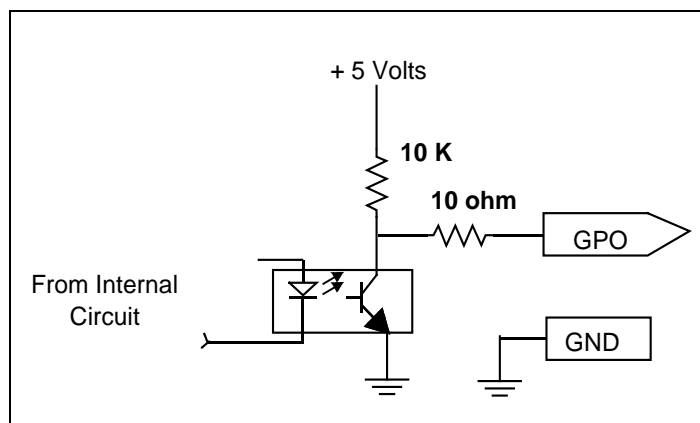 + 5 Volts
10 K
10 ohm
GPO
From Internal
Circuit
GND